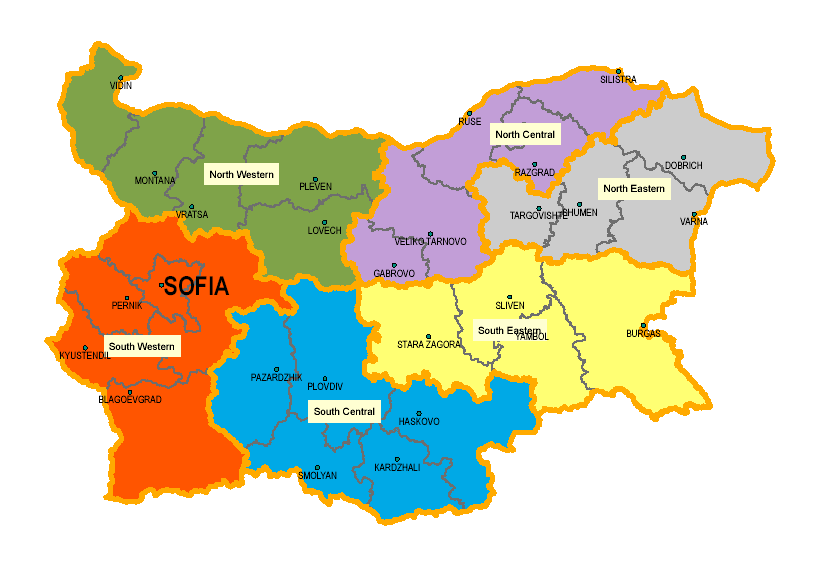 SILISTRA
VIDIN
RUSE
North Central
DOBRICH
RAZGRAD
North Western
MONTANA
PLEVEN
North Eastern
VRATSA
TARGOVISHTE
SHUMEN
VARNA
LOVECH
VELIKO TARNOVO
GABROVO
SOFIA
PERNIK
SLIVEN
South Eastern
YAMBOL
BURGAS
STARA ZAGORA
South Western
KYUSTENDIL
PAZARDZHIK
PLOVDIV
BLAGOEVGRAD
South Central
HASKOVO
SMOLYAN
KARDZHALI